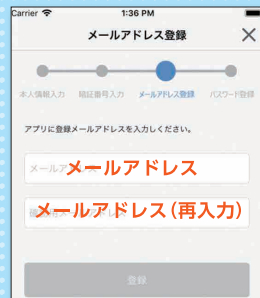 Carrier 1:36 PM
メールアドレス登録
本人情報入力 暗証番号入力 メールアドレス登録 パスワード登録
アプリに登録メールアドレスを入力しください。
メールアドレス
メールアドレス(再入力)
登録